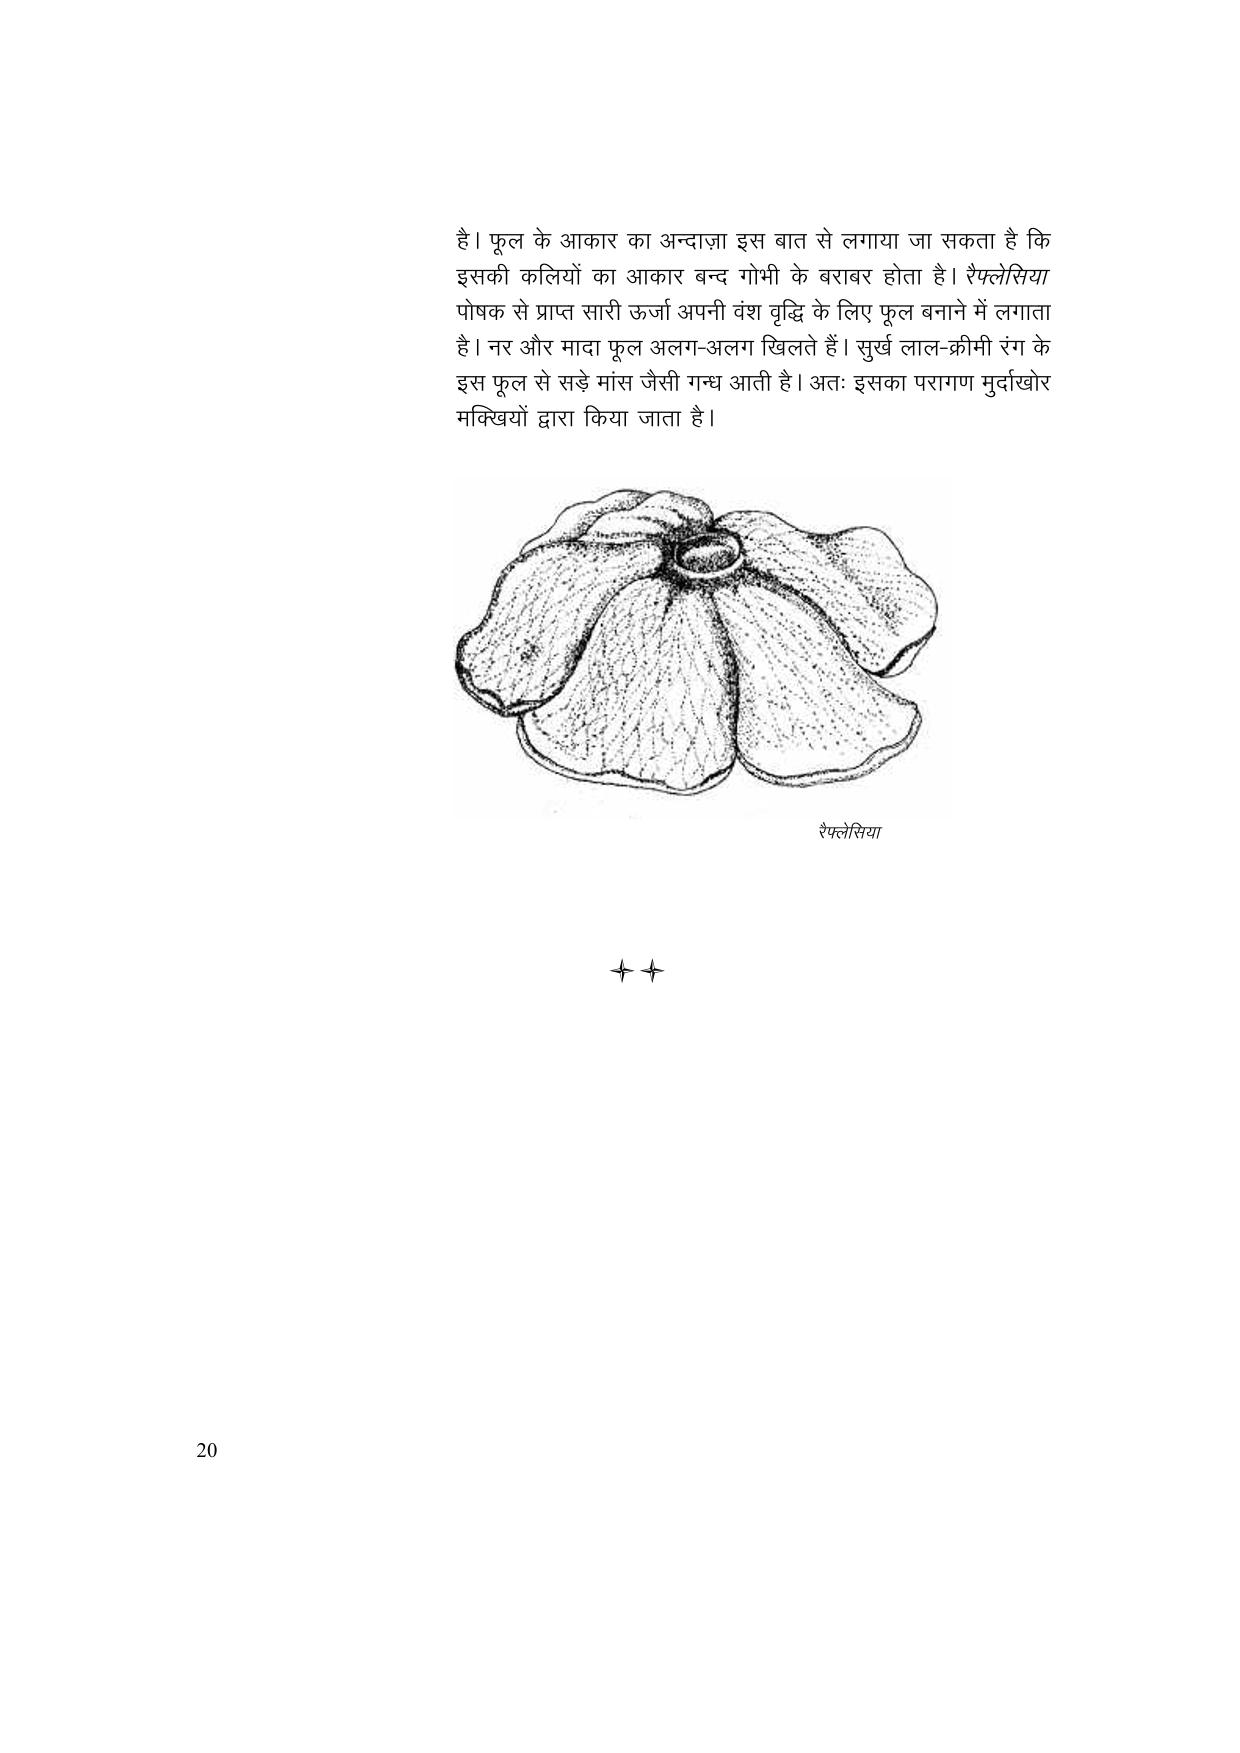 है। फूल के आकार का अन्दाज़ा इस बात से लगाया जा सकता है कि
इसकी कलियों का आकार बन्द गोभी के बराबर होता है। रैफ्लेसिया
पोषक से प्राप्त सारी ऊर्जा अपनी वंश वृद्धि के लिए फूल बनाने में लगाता
है। नर और मादा फूल अलग-अलग खिलते हैं। सुर्ख लाल-क्रीमी रंग के
इस फूल से सड़े मांस जैसी गन्ध आती है। अतः इसका परागण मुर्दाखोर
मक्खियों द्वारा किया जाता है।
रैफ्लेसिया
20